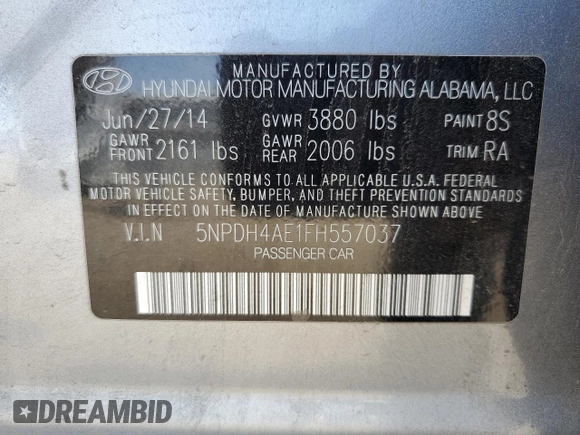 MANUFACTURED BY
HYUNDAI MOTOR MANUFACTURING ALABAMA, LLC
Jun/27/14 GVWR 3880 lbs PAINT 8S
GAWR FRONT 2161 lbs GAWR REAR 2006 lbs TRIM RA
THIS VEHICLE CONFORMS TO ALL APPLICABLE U.S.A. FEDERAL
MOTOR VEHICLE SAFETY, BUMPER, AND THEFT PREVENTION STANDARDS
IN EFFECT ON THE DATE OF MANUFACTURE SHOWN ABOVE.
V.I.N 5NPDH4AE1FH557037
PASSENGER CAR
DREAMBID